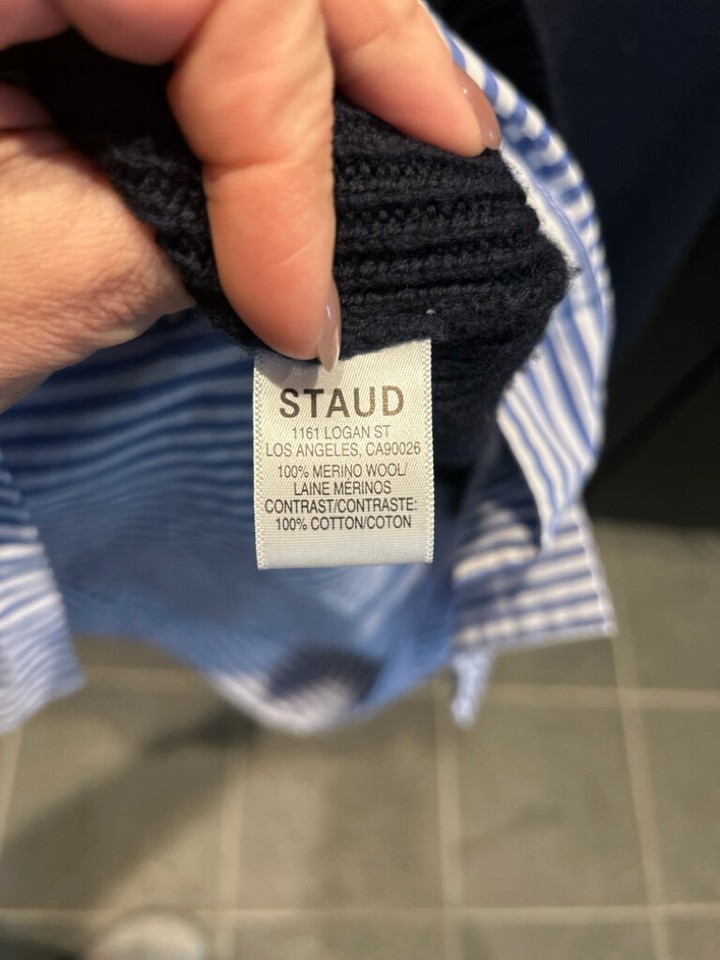 STAUD
1161 LOGAN ST
LOS ANGELES, CA90026
100% MERINO WOOL/
LAINE MERINOS
CONTRAST/CONTRASTE:
100% COTTON/COTON